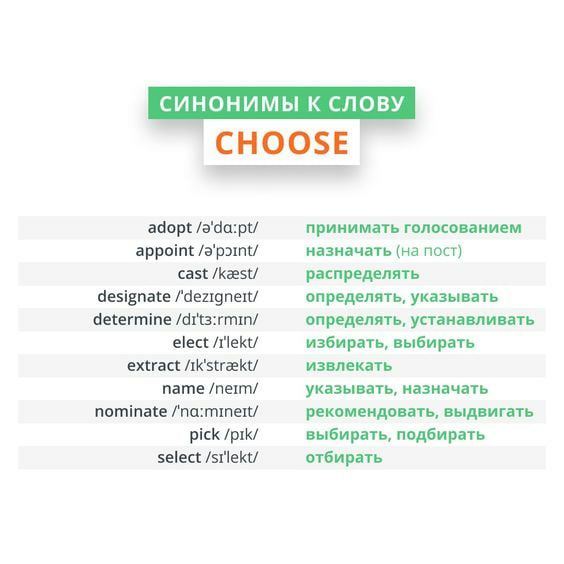 СИНОНИМЫ К СЛОВУ
CHOOSE
adopt /əˈdɑːpt/ принимать голосованием
appoint /əˈpɔɪnt/ назначать (на пост)
cast /kæst/ распределять
designate /ˈdezɪɡneɪt/ определять, указывать
determine /dɪˈtɜːrmɪn/ определять, устанавливать
elect /ɪˈlekt/ избирать, выбирать
extract /ɪkˈstrækt/ извлекать
name /neɪm/ указывать, назначать
nominate /ˈnɑːmɪneɪt/ рекомендовать, выдвигать
pick /pɪk/ выбирать, подбирать
select /sɪˈlekt/ отбирать